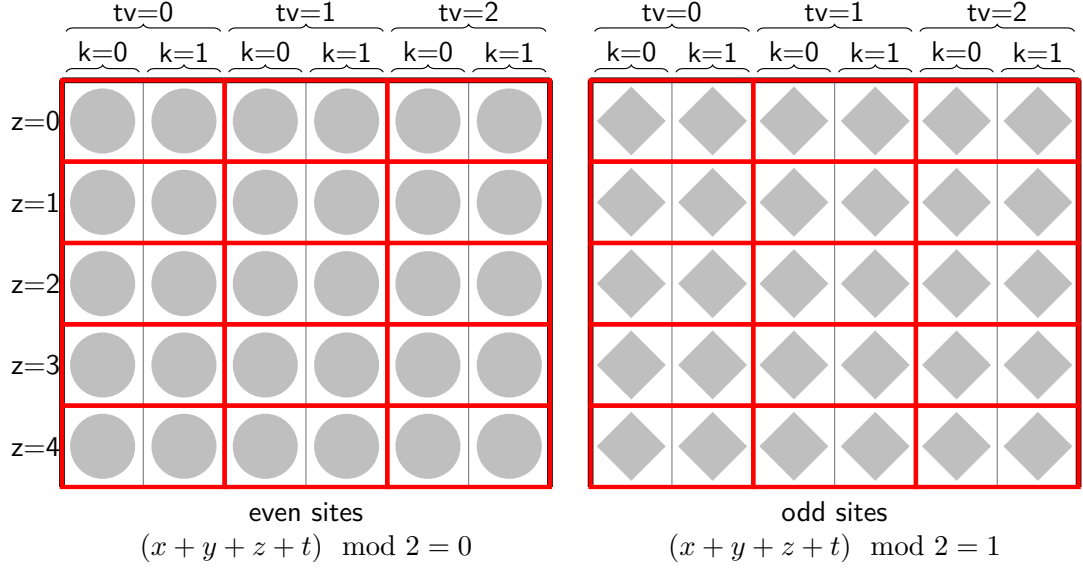 tv=0 tv=1 tv=2 tv=0 tv=1 tv=2
k=0 k=1 k=0 k=1 k=0 k=1 k=0 k=1 k=0 k=1 k=0 k=1
z=0
z=1
z=2
z=3
z=4
even sites odd sites
(x + y + z + t) mod 2 = 0 (x + y + z + t) mod 2 = 1